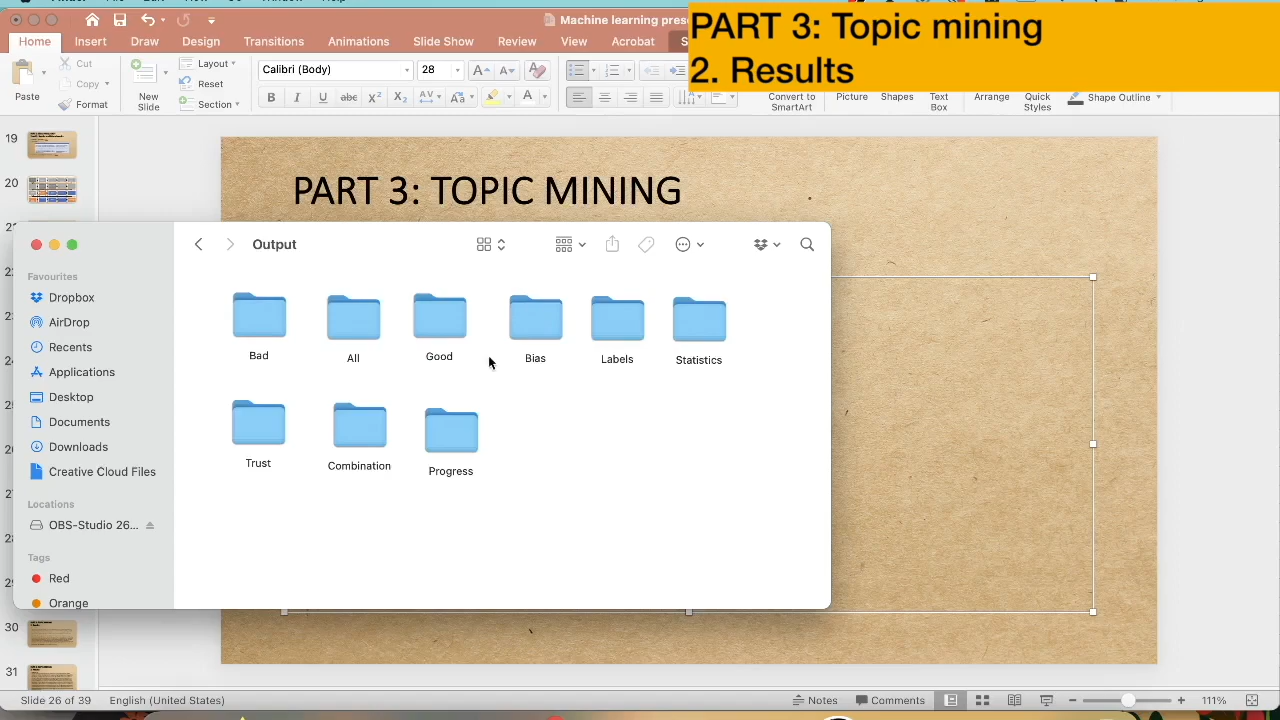 Machine learning pres
PART 3: Topic mining
2. Results
Home Insert Draw Design Transitions Animations Slide Show Review View Acrobat
Paste
Cut
Copy
Format
New
Slide
Layout
Reset
Section
Calibri (Body) 28
Convert to
SmartArt
Picture
Shapes
Text
Box
Arrange
Quick
Styles
Shape Outline
19
20
PART 3: TOPIC MINING
Output
Favourites
Dropbox
AirDrop
Recents
Applications
Desktop
Documents
Downloads
Creative Cloud Files
Locations
OBS-Studio 26...
Tags
Red
Orange
Bad All Good Bias Labels Statistics
Trust Combination Progress
30
31
Slide 26 of 39 English (United States) Notes Comments 111%